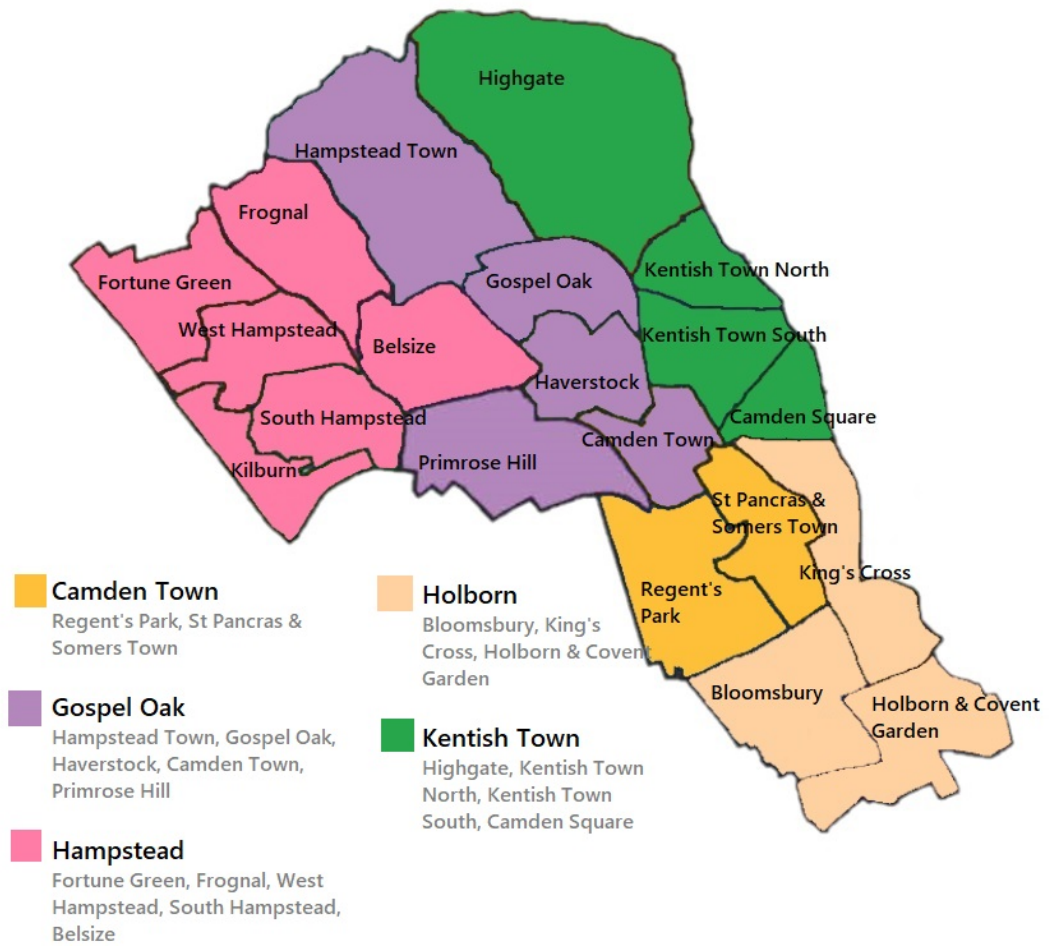 Highgate
Hampstead Town
Frognal
Kentish Town North
Fortune Green
Gospel Oak
West Hampstead
Kentish Town South
Belsize
Haverstock
South Hampstead
Camden Square
Camden Town
Kilburn
Primrose Hill
St Pancras &
Somers Town
King's Cross
Regent's
Park
Bloomsbury
Holborn & Covent
Garden
Camden Town
Regent's Park, St Pancras &
Somers Town
Gospel Oak
Hampstead Town, Gospel Oak,
Haverstock, Camden Town,
Primrose Hill
Hampstead
Fortune Green, Frognal, West
Hampstead, South Hampstead,
Belsize
Holborn
Bloomsbury, King's
Cross, Holborn & Covent
Garden
Kentish Town
Highgate, Kentish Town
North, Kentish Town
South, Camden Square